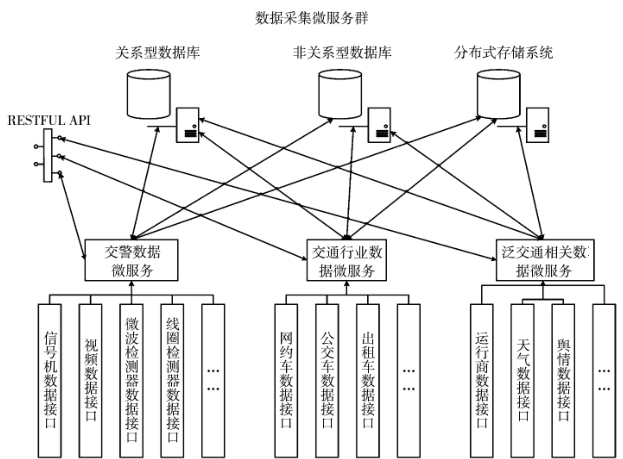 数据采集微服务群
关系型数据库
非关系型数据库
分布式存储系统
RESTFUL API
交警数据
微服务
交通行业数
据微服务
泛交通相关数
据微服务
信号机数据接口
视频数据接口
微波检测器数据接口
线圈检测器数据接口
……
网约车数据接口
公交车数据接口
出租车数据接口
……
运行商数据接口
天气数据接口
舆情数据接口
……